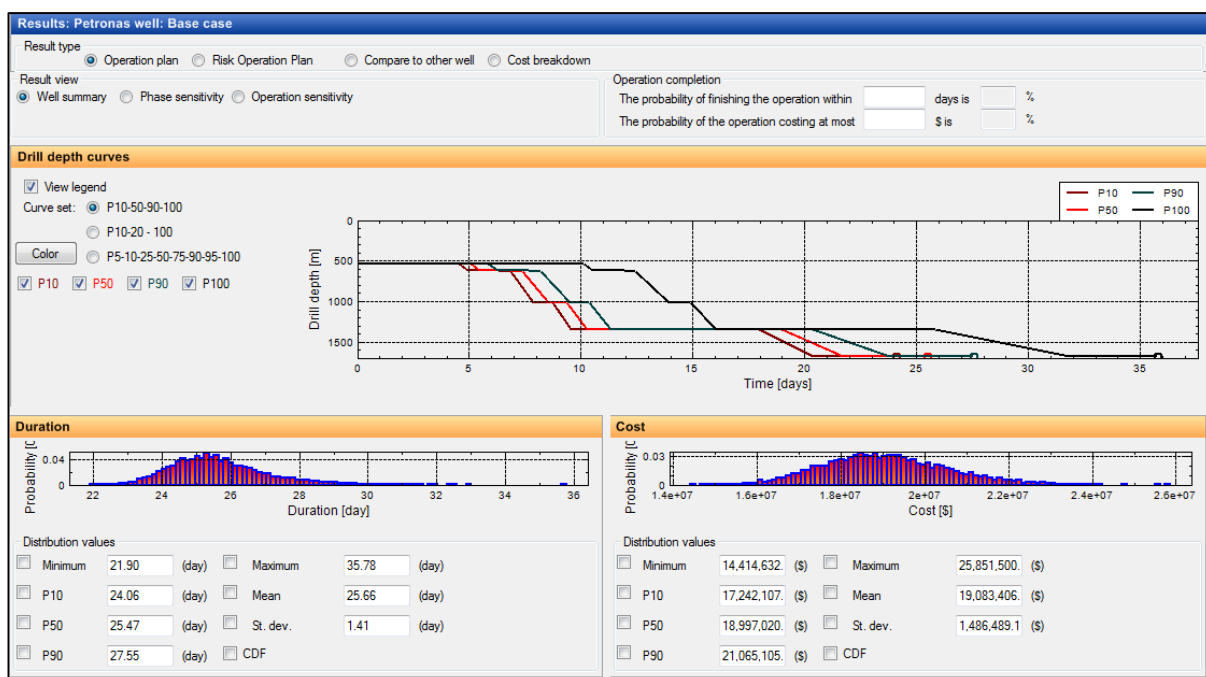 Results: Petronas well: Base case
Result type
Operation plan Risk Operation Plan Compare to other well Cost breakdown
Result view
Well summary Phase sensitivity Operation sensitivity
Operation completion
The probability of finishing the operation within days is %
The probability of the operation costing at most $ is %
Drill depth curves
View legend
Curve set: P10-50-90-100
P10-20 - 100
Color P5-10-25-50-75-90-95-100
P10 P50 P90 P100
P10 P90
P50 P100
Drill depth [m]
0
500
1000
1500
0 5 10 15 20 25 30 35
Time [days]
Duration
Probability [
0.04
0
22 24 26 28 30 32 34 36
Duration [day]
Distribution values
Minimum 21.90 (day) Maximum 35.78 (day)
P10 24.06 (day) Mean 25.66 (day)
P50 25.47 (day) St. dev. 1.41 (day)
P90 27.55 (day) CDF
Cost
Probability [
0.03
0
1.4e+07 1.6e+07 1.8e+07 2e+07 2.2e+07 2.4e+07 2.6e+07
Cost [$]
Distribution values
Minimum 14,414,632. ($) Maximum 25,851,500. ($)
P10 17,242,107. ($) Mean 19,083,406. ($)
P50 18,997,020. ($) St. dev. 1,486,489.1 ($)
P90 21,065,105. ($) CDF